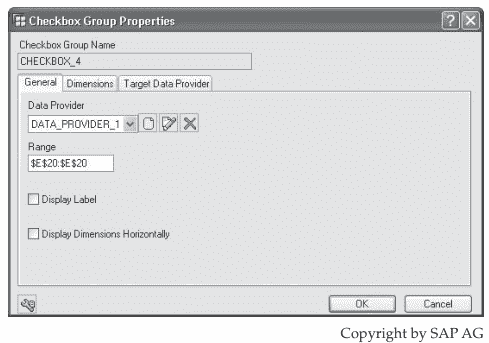 Checkbox Group Properties
Checkbox Group Name
CHECKBOX_4
General Dimensions Target Data Provider
Data Provider
DATA_PROVIDER_1
Range
$E$20:$E$20
Display Label
Display Dimensions Horizontally
OK Cancel
Copyright by SAP AG